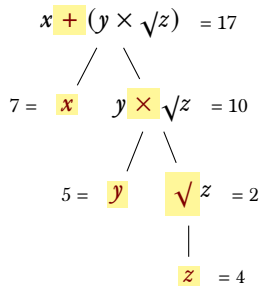 x + (y × √z) = 17
7 = x y × √z = 10
5 = y √ z = 2
z = 4